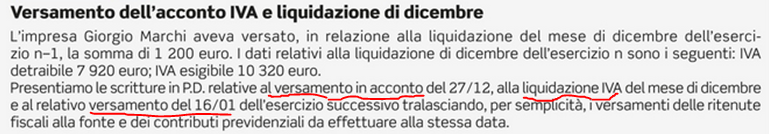 Versamento dell'acconto IVA e liquidazione di dicembre
L'impresa Giorgio Marchi aveva versato, in relazione alla liquidazione del mese di dicembre dell'eserci-
zio n–1, la somma di 1 200 euro. I dati relativi alla liquidazione di dicembre dell'esercizio n sono i seguenti: IVA
detraibile 7 920 euro; IVA esigibile 10 320 euro.
Presentiamo le scritture in P.D. relative al versamento in acconto del 27/12, alla liquidazione IVA del mese di dicembre
e al relativo versamento del 16/01 dell'esercizio successivo tralasciando, per semplicità, i versamenti delle ritenute
fiscali alla fonte e dei contributi previdenziali da effettuare alla stessa data.